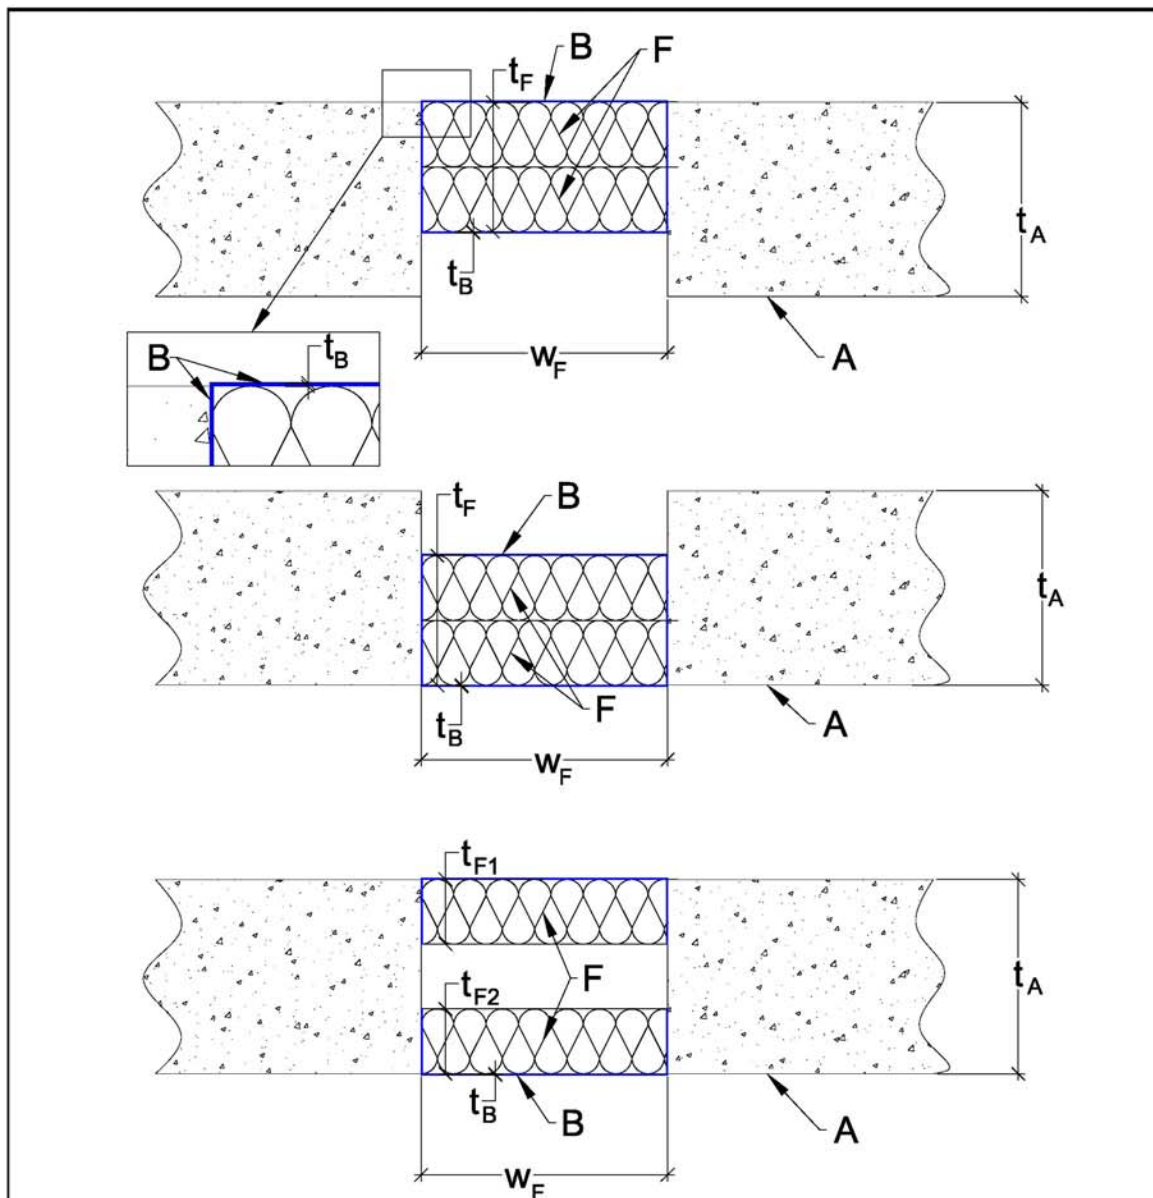 B F
t_F
t_A
t_B
w_F A
B t_B
t_F B
t_A
t_B F A
w_F
t_F1
F
t_F2 t_A
t_B B A
w_F